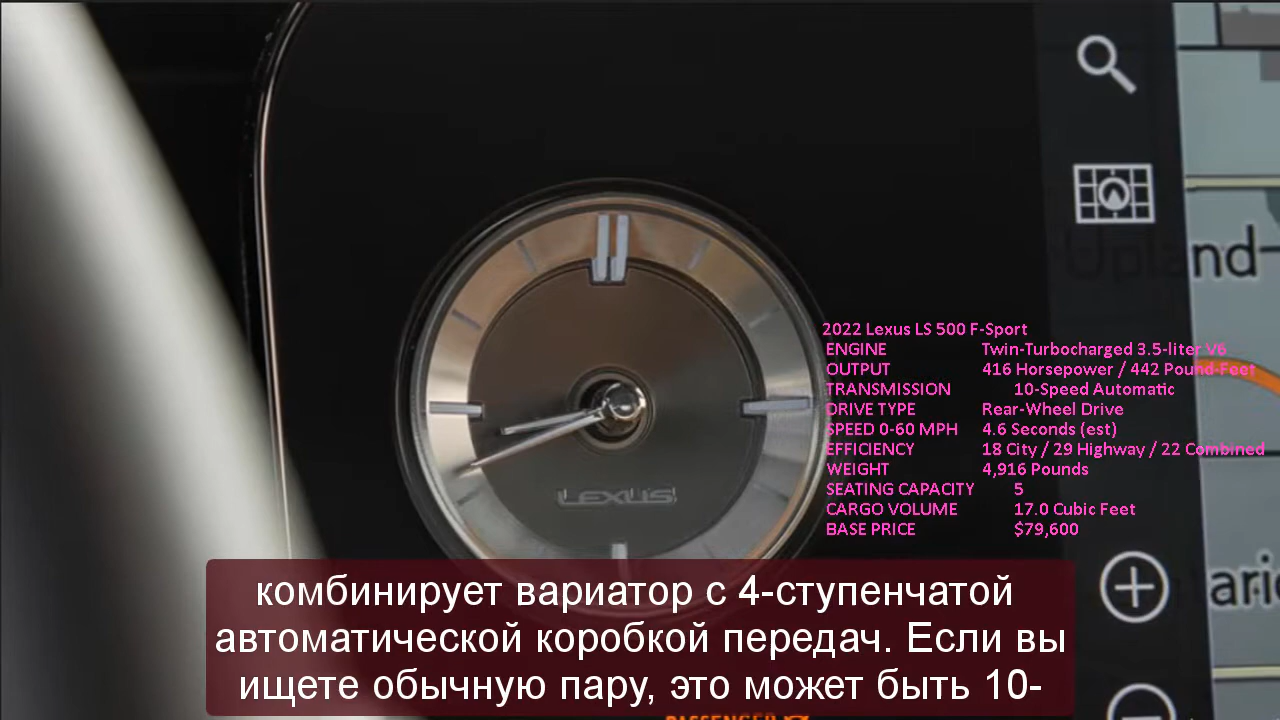 Upland
2022 Lexus LS 500 F-Sport
ENGINE Twin-Turbocharged 3.5-liter V6
OUTPUT 416 Horsepower / 442 Pound-Feet
TRANSMISSION 10-Speed Automatic
DRIVE TYPE Rear-Wheel Drive
SPEED 0-60 MPH 4.6 Seconds (est)
EFFICIENCY 18 City / 29 Highway / 22 Combined
WEIGHT 4,916 Pounds
SEATING CAPACITY 5
LEXUS
CARGO VOLUME 17.0 Cubic Feet
BASE PRICE $79,600
комбинирует вариатор с 4-ступенчатой
автоматической коробкой передач. Если вы
ищете обычную пару, это может быть 10-